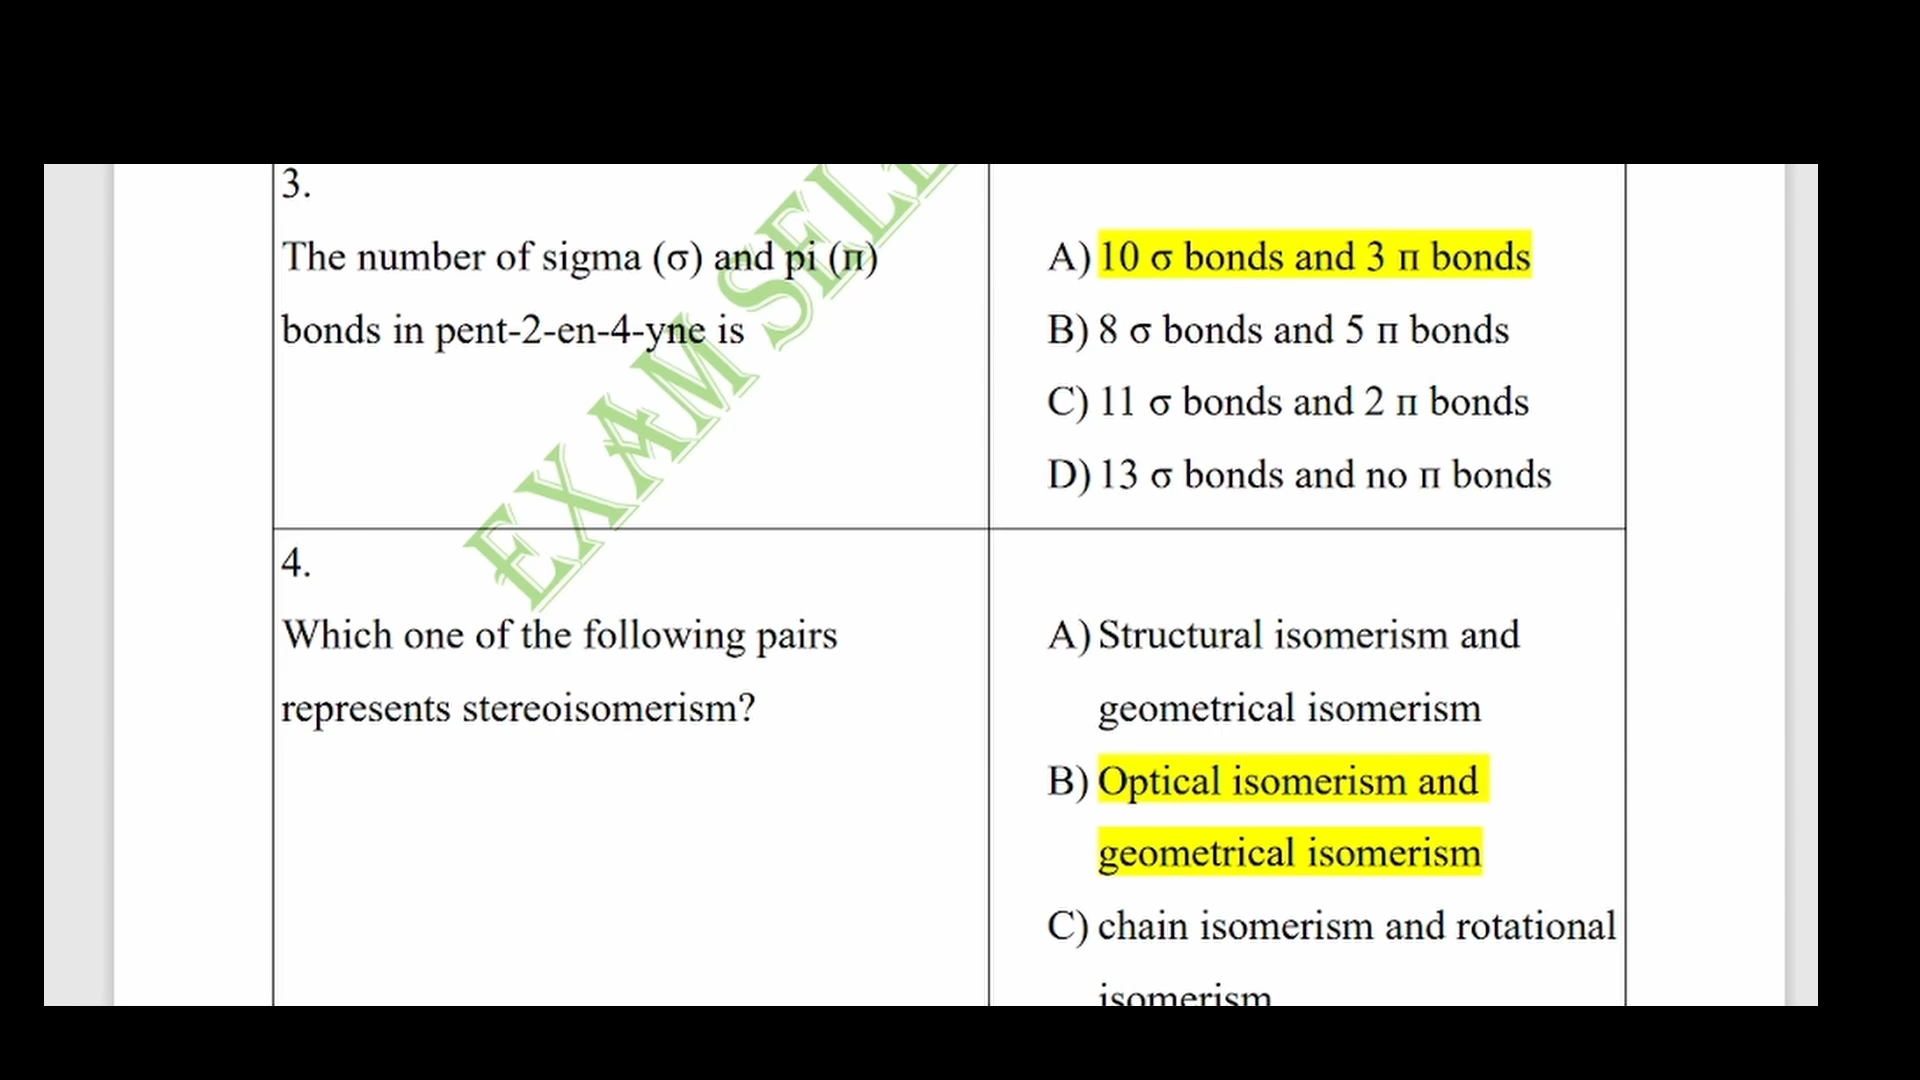 3.
The number of sigma (σ) and pi (п)
bonds in pent-2-en-4-yne is
A) 10 σ bonds and 3 п bonds
B) 8 σ bonds and 5 п bonds
C) 11 σ bonds and 2 п bonds
D) 13 σ bonds and no п bonds
4.
Which one of the following pairs
represents stereoisomerism?
A) Structural isomerism and
geometrical isomerism
B) Optical isomerism and
geometrical isomerism
C) chain isomerism and rotational
isomerism
EXAM SELF